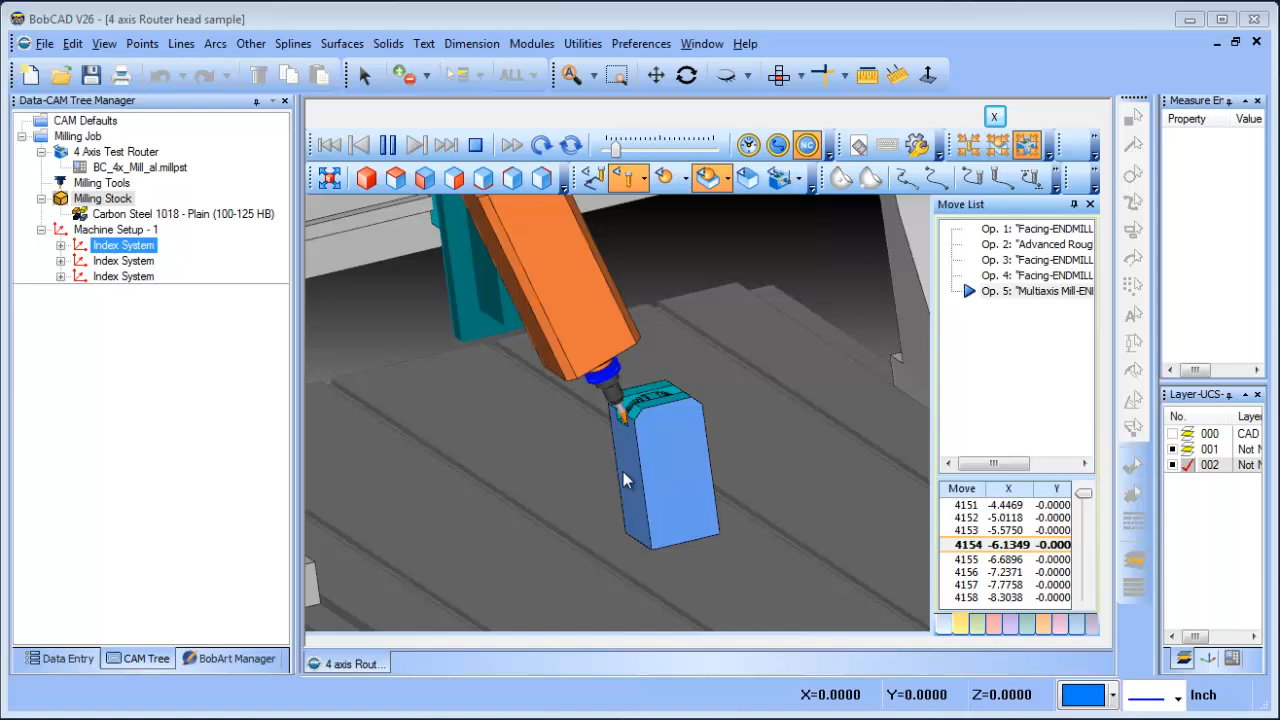 BobCAD V26 - [4 axis Router head sample]
File Edit View Points Lines Arcs Other Splines Surfaces Solids Text Dimension Modules Utilities Preferences Window Help
ALL
Data-CAM Tree Manager
CAM Defaults
Milling Job
4 Axis Test Router
BC_4x_Mill_al.millpst
Milling Tools
Milling Stock
Carbon Steel 1018 - Plain (100-125 HB)
Machine Setup - 1
Index System
Index System
Index System
Data Entry CAM Tree BobArt Manager
X
NC
Move List
Op. 1: "Facing-ENDMILL
Op. 2: "Advanced Roug
Op. 3: "Facing-ENDMILL
Op. 4: "Facing-ENDMILL
Op. 5: "Multiaxis Mill-ENI
Move X Y
4151 -4.4469 -0.0000
4152 -5.0118 -0.0000
4153 -5.5750 -0.0000
4154 -6.1349 -0.000
4155 -6.6896 -0.0000
4156 -7.2371 -0.0000
4157 -7.7758 -0.0000
4158 -8.3038 -0.0000
Measure Er
Property Value
Layer-UCS-
No. Laye
000 CAD
001 Not N
002 Not N
4 axis Rout...
X=0.0000 Y=0.0000 Z=0.0000 Inch